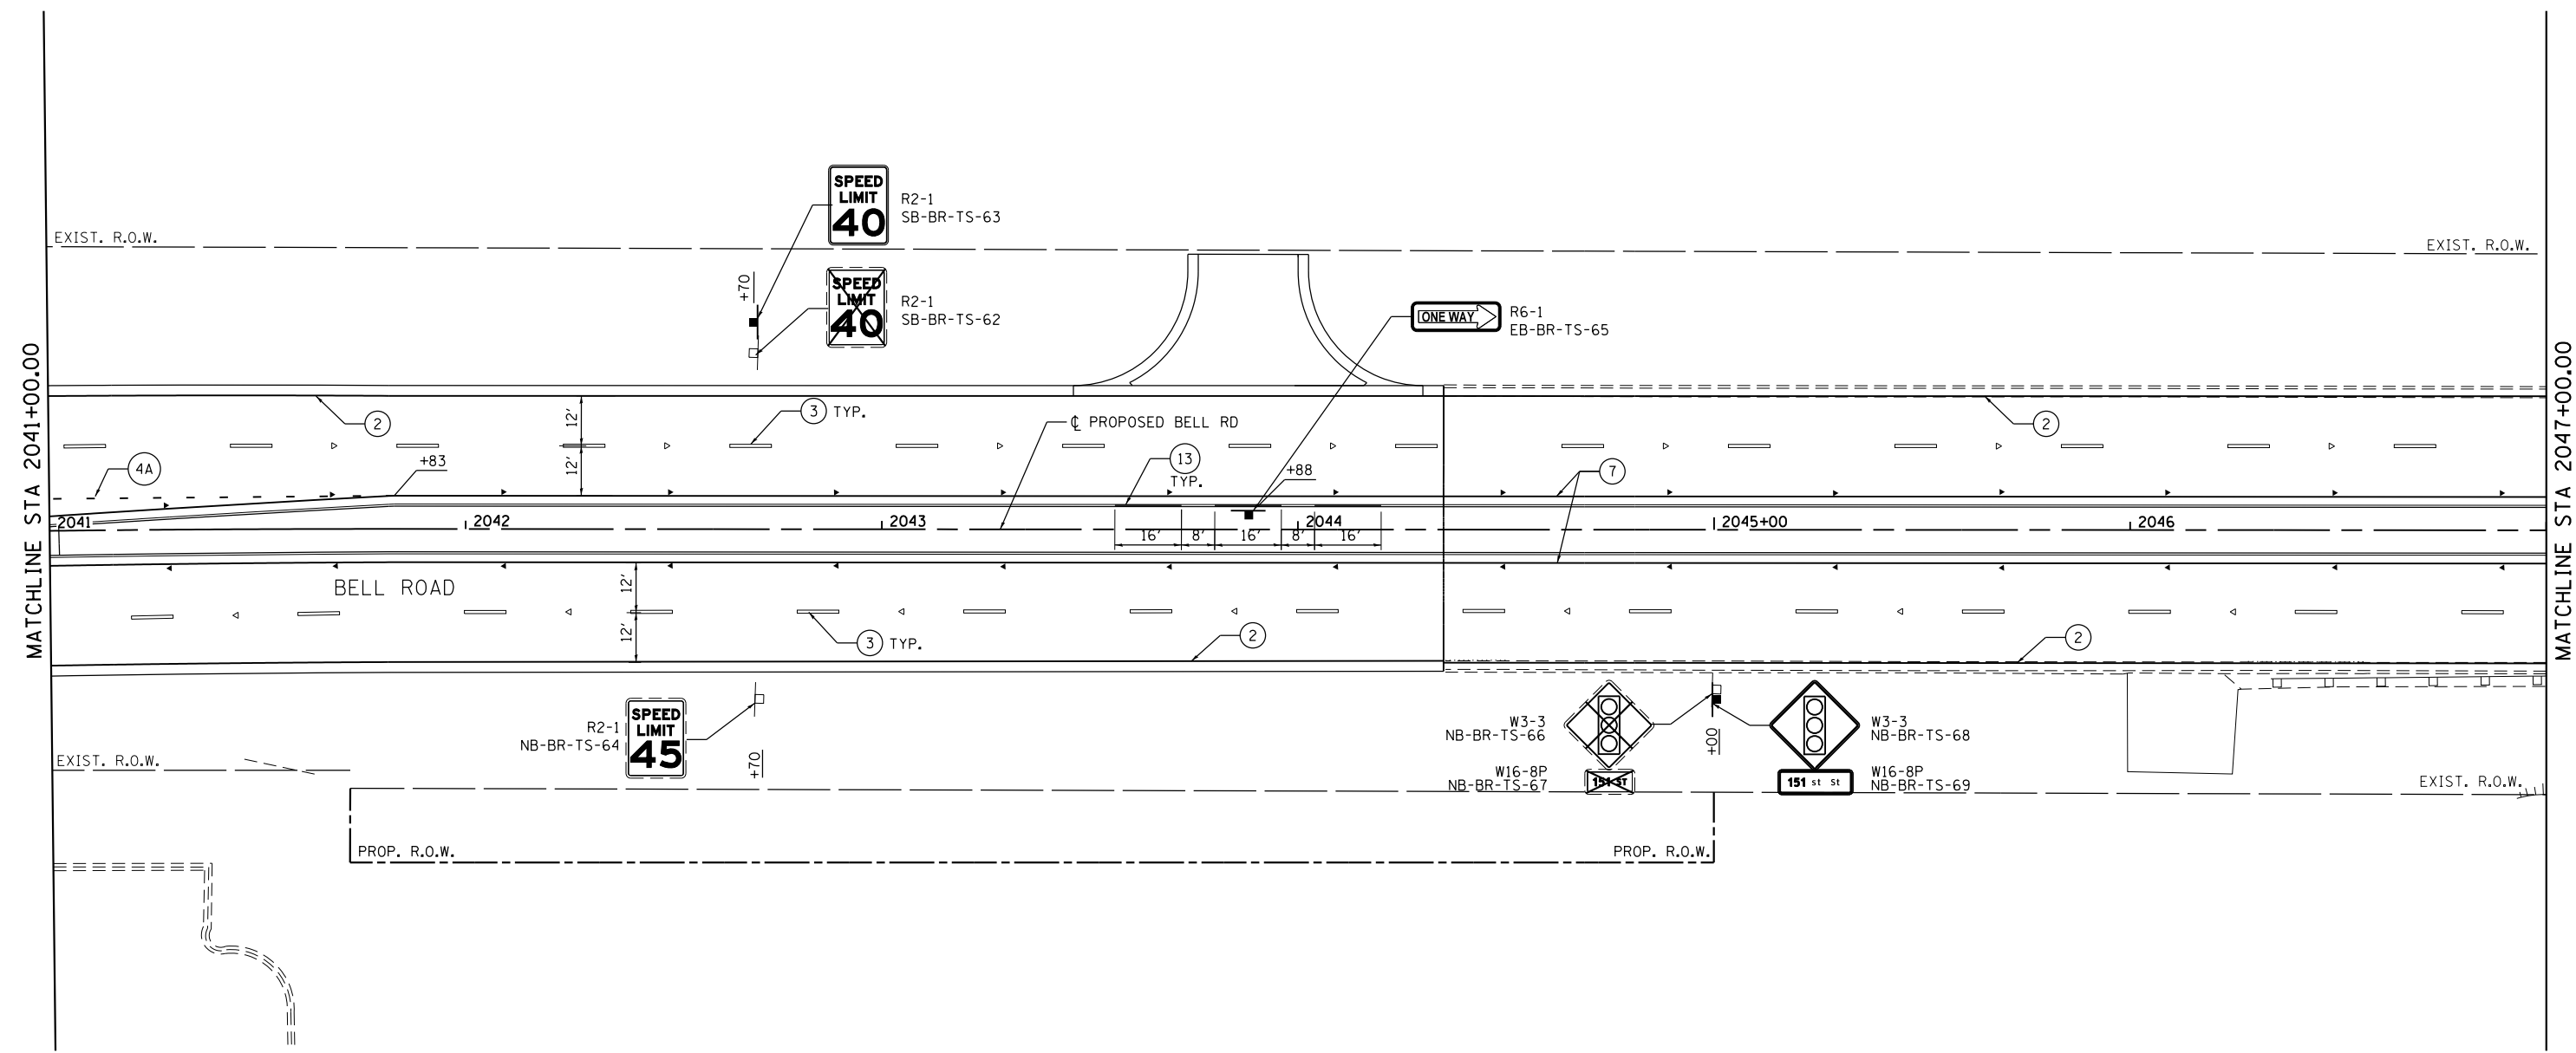 SPEED
LIMIT
40
R2-1
SB-BR-TS-63
EXIST. R.O.W.
EXIST. R.O.W.
+70
SPEED
LIMIT
40
R2-1
SB-BR-TS-62
ONE WAY
R6-1
EB-BR-TS-65
MATCHLINE STA 2041+00.00
MATCHLINE STA 2047+00.00
2
12'
3 TYP.
℄ PROPOSED BELL RD
2
4A
+83
12'
13
TYP.
+88
7
2041
2042
2043
2044
2045+00
2046
16'
8'
16'
8'
16'
BELL ROAD
12'
12'
3 TYP.
2
2
R2-1
NB-BR-TS-64
SPEED
LIMIT
45
+70
W3-3
NB-BR-TS-66
+00
W3-3
NB-BR-TS-68
W16-8P
NB-BR-TS-67
151 ST
151 st St
W16-8P
NB-BR-TS-69
EXIST. R.O.W.
EXIST. R.O.W.
PROP. R.O.W.
PROP. R.O.W.